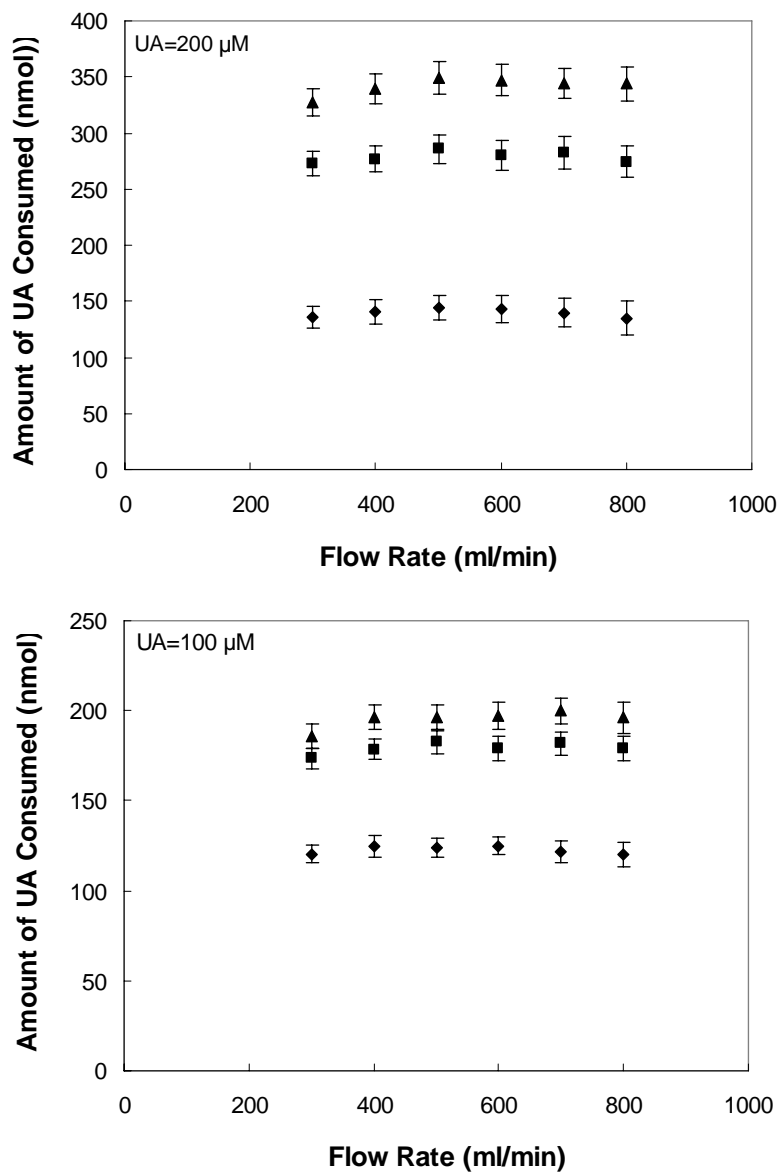 UA=200 µM
Amount of UA Consumed (nmol))
400
350
300
250
200
150
100
50
0
0 200 400 600 800 1000
Flow Rate (ml/min)
UA=100 µM
Amount of UA Consumed (nmol)
250
200
150
100
50
0
0 200 400 600 800 1000
Flow Rate (ml/min)